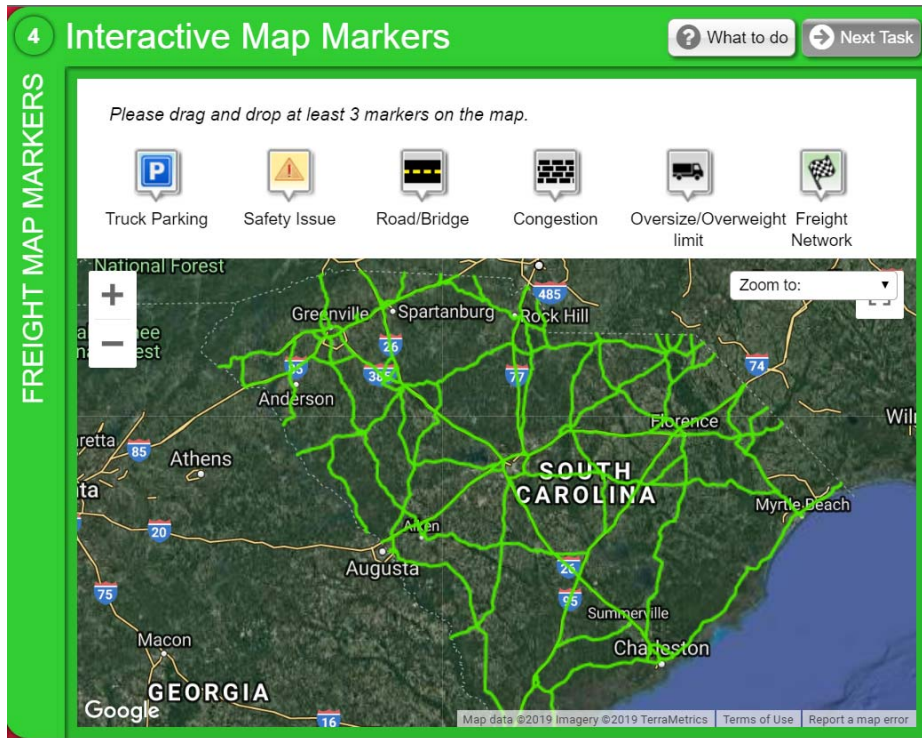 4
Interactive Map Markers
What to do
Next Task
FREIGHT MAP MARKERS
Please drag and drop at least 3 markers on the map.
P
Truck Parking
Safety Issue
Road/Bridge
Congestion
Oversize/Overweight
limit
Freight
Network
National Forest
Zoom to:
+
−
485
Greenville
Spartanburg
Rock Hill
26
385
77
74
Anderson
Florence
85
Athens
SOUTH
CAROLINA
Myrtle Beach
20
Aiken
Augusta
26
75
95
Summerville
Macon
Charleston
GEORGIA
Google
16
Map data ©2019 Imagery ©2019 TerraMetrics
Terms of Use
Report a map error